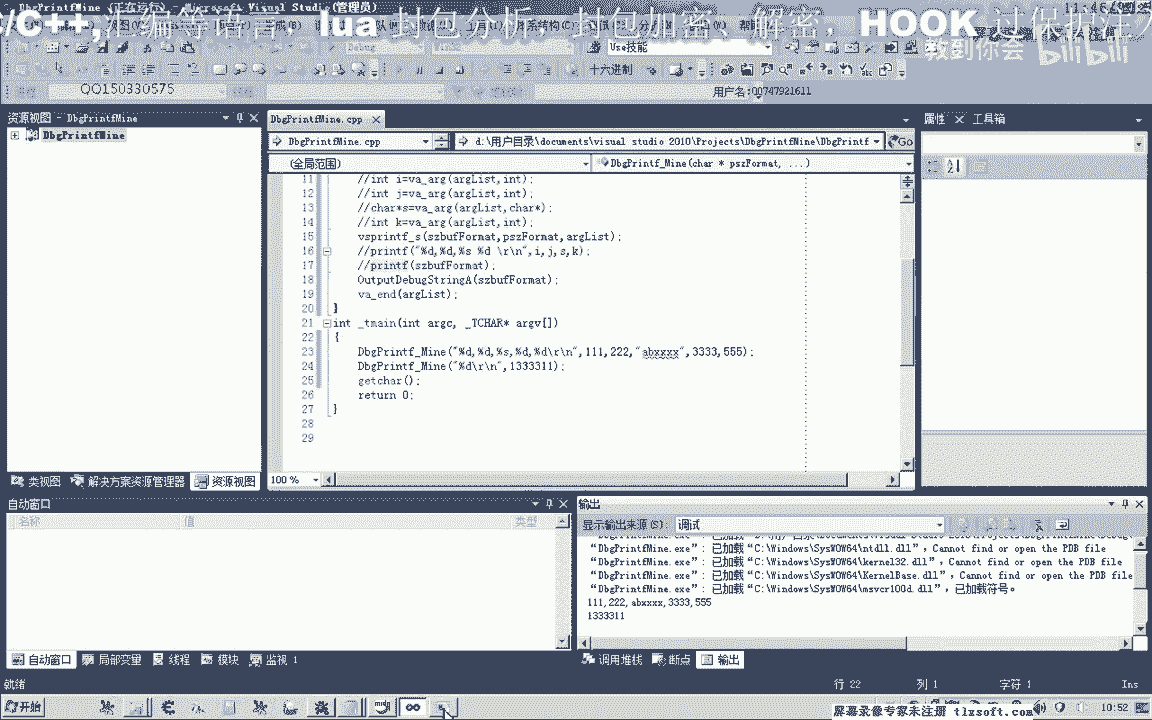 DbgPrintfMine (正在运行) - Microsoft Visual Studio(管理员)
/C++,汇编等语言，lua 封包分析，封包加密、解密，HOOK 过保护注入
教到你会 bilibili
Debug
Use技能
十六进制
QQ150330575
用户名:QQ747921611
资源视图 - DbgPrintfMine
DbgPrintfMine
DbgPrintfMine.cpp
DbgPrintfMine.cpp
d:\用户目录\documents\visual studio 2010\Projects\DbgPrintfMine\DbgPrintf
Go
(全局范围)
DbgPrintf_Mine(char * pszFormat, ...)
11 //int i=va_arg(argList,int);
12 //int j=va_arg(argList,int);
13 //char*s=va_arg(argList,char*);
14 //int k=va_arg(argList,int);
15 vsprintf_s(szbufFormat,pszFormat,argList);
16 //printf("%d,%d,%s %d \r\n",i,j,s,k);
17 //printf(szbufFormat);
18 OutputDebugStringA(szbufFormat);
19 va_end(argList);
20 }
21 int _tmain(int argc, _TCHAR* argv[])
22 {
23 DbgPrintf_Mine("%d,%d,%s,%d,%d\r\n",111,222,"abxxxx",3333,555);
24 DbgPrintf_Mine("%d\r\n",1333311);
25 getchar();
26 return 0;
27 }
28
29
100 %
属性 工具箱
类视图 解决方案资源管理器 资源视图
自动窗口
名称 值 类型
自动窗口 局部变量 线程 模块 监视 1
输出
显示输出来源(S): 调试
“DbgPrintfMine.exe”: 已加载“C:\Windows\SysWOW64\ntdll.dll”，Cannot find or open the PDB file
“DbgPrintfMine.exe”: 已加载“C:\Windows\SysWOW64\kernel32.dll”，Cannot find or open the PDB file
“DbgPrintfMine.exe”: 已加载“C:\Windows\SysWOW64\KernelBase.dll”，Cannot find or open the PDB file
“DbgPrintfMine.exe”: 已加载“C:\Windows\SysWOW64\msvcr100d.dll”，已加载符号。
111,222,abxxxx,3333,555
1333311
调用堆栈 断点 输出
就绪 行 22 列 1 字符 1 Ins
开始
屏幕录像专家未注册 tlxsoft.com
10:52